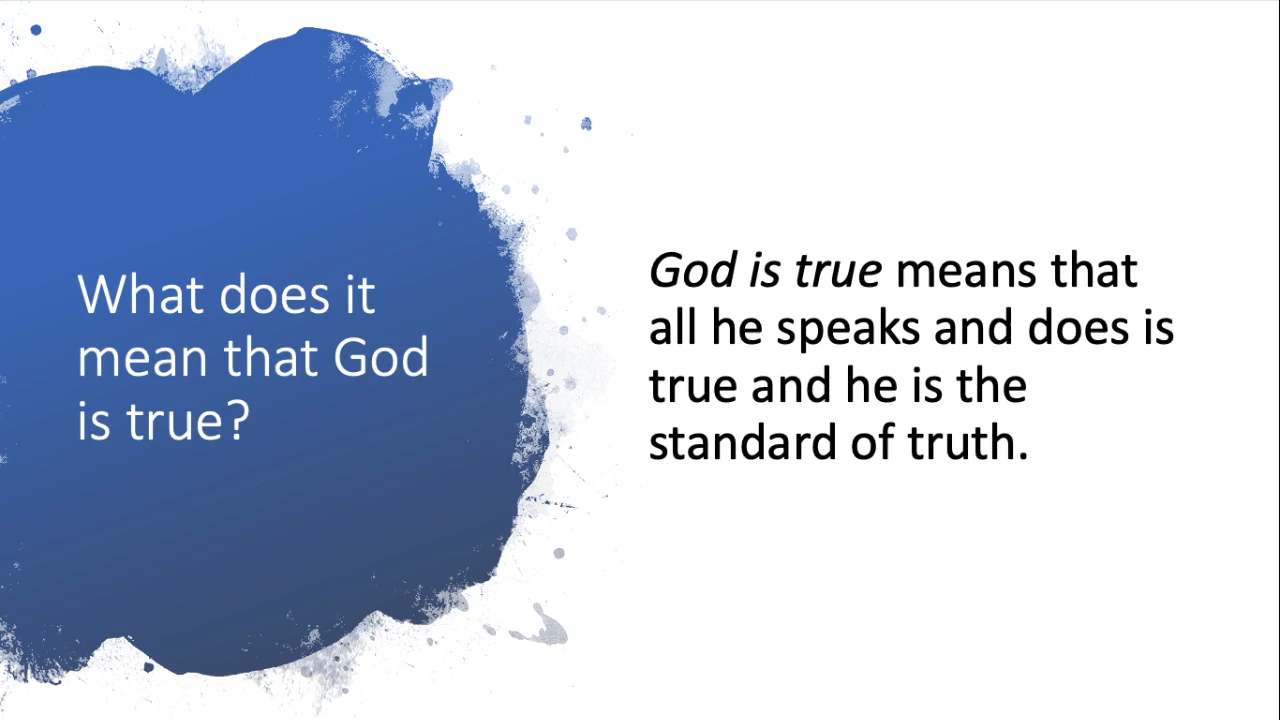 What does it
mean that God
is true?
God is true means that
all he speaks and does is
true and he is the
standard of truth.